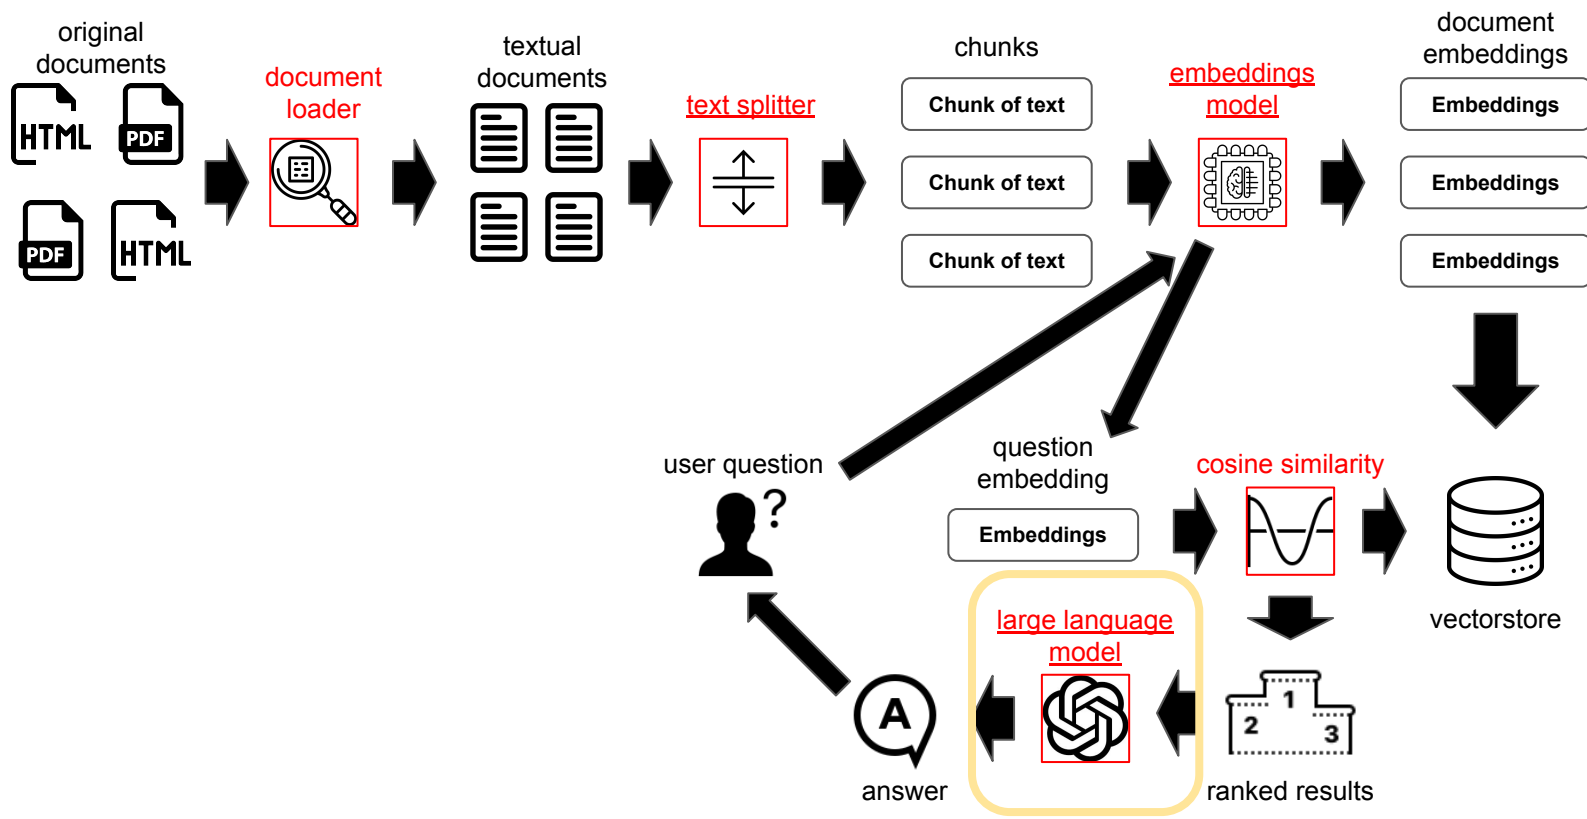 original
documents
HTML
PDF
PDF
HTML
document
loader
textual
documents
text splitter
chunks
Chunk of text
Chunk of text
Chunk of text
embeddings
model
document
embeddings
Embeddings
Embeddings
Embeddings
user question
?
question
embedding
Embeddings
cosine similarity
vectorstore
large language
model
1
2
3
ranked results
A
answer